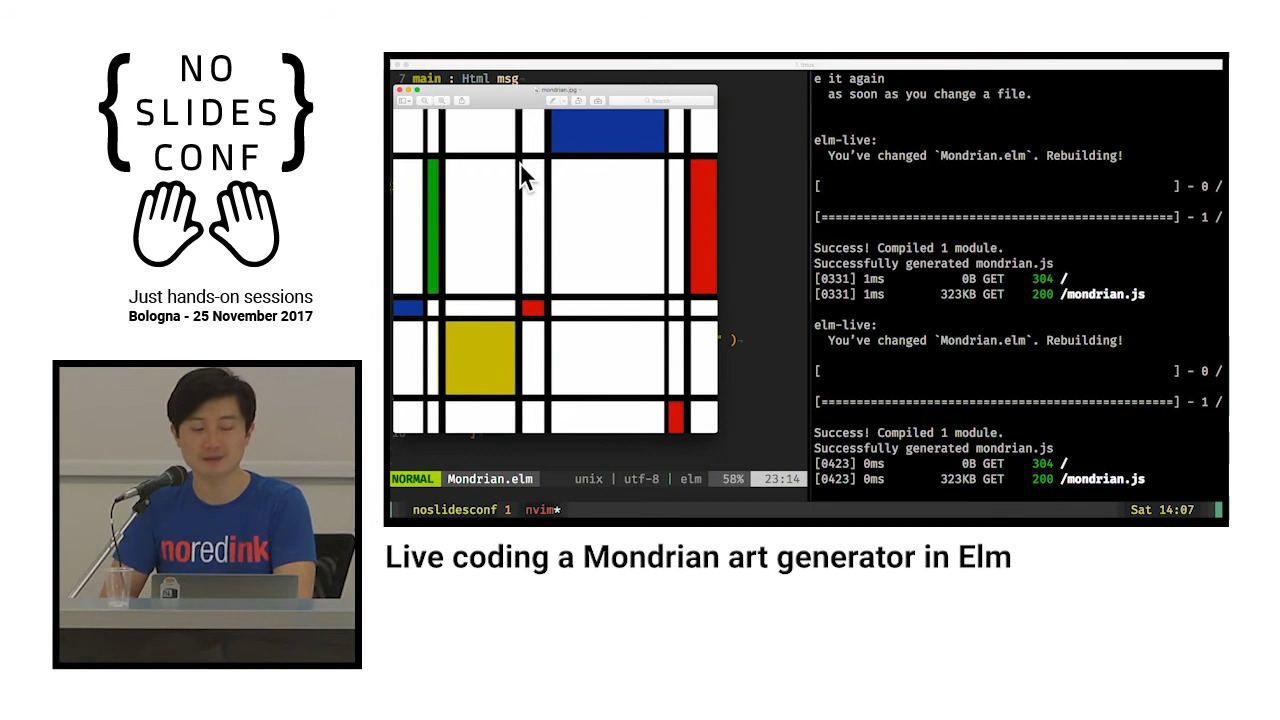 NO
SLIDES
CONF
Just hands-on sessions
Bologna - 25 November 2017
noredink
7 main : Html msg
mondrian.jpg
Search
" )
]
NORMAL Mondrian.elm unix | utf-8 | elm 58% 23:14
e it again
as soon as you change a file.
elm-live:
You've changed `Mondrian.elm`. Rebuilding!
[ ] - 0 /
[===================================================] - 1 /
Success! Compiled 1 module.
Successfully generated mondrian.js
[0331] 1ms 0B GET 304 /
[0331] 1ms 323KB GET 200 /mondrian.js
elm-live:
You've changed `Mondrian.elm`. Rebuilding!
[ ] - 0 /
[===================================================] - 1 /
Success! Compiled 1 module.
Successfully generated mondrian.js
[0423] 0ms 0B GET 304 /
[0423] 0ms 323KB GET 200 /mondrian.js
noslidesconf 1 nvim* Sat 14:07
Live coding a Mondrian art generator in Elm